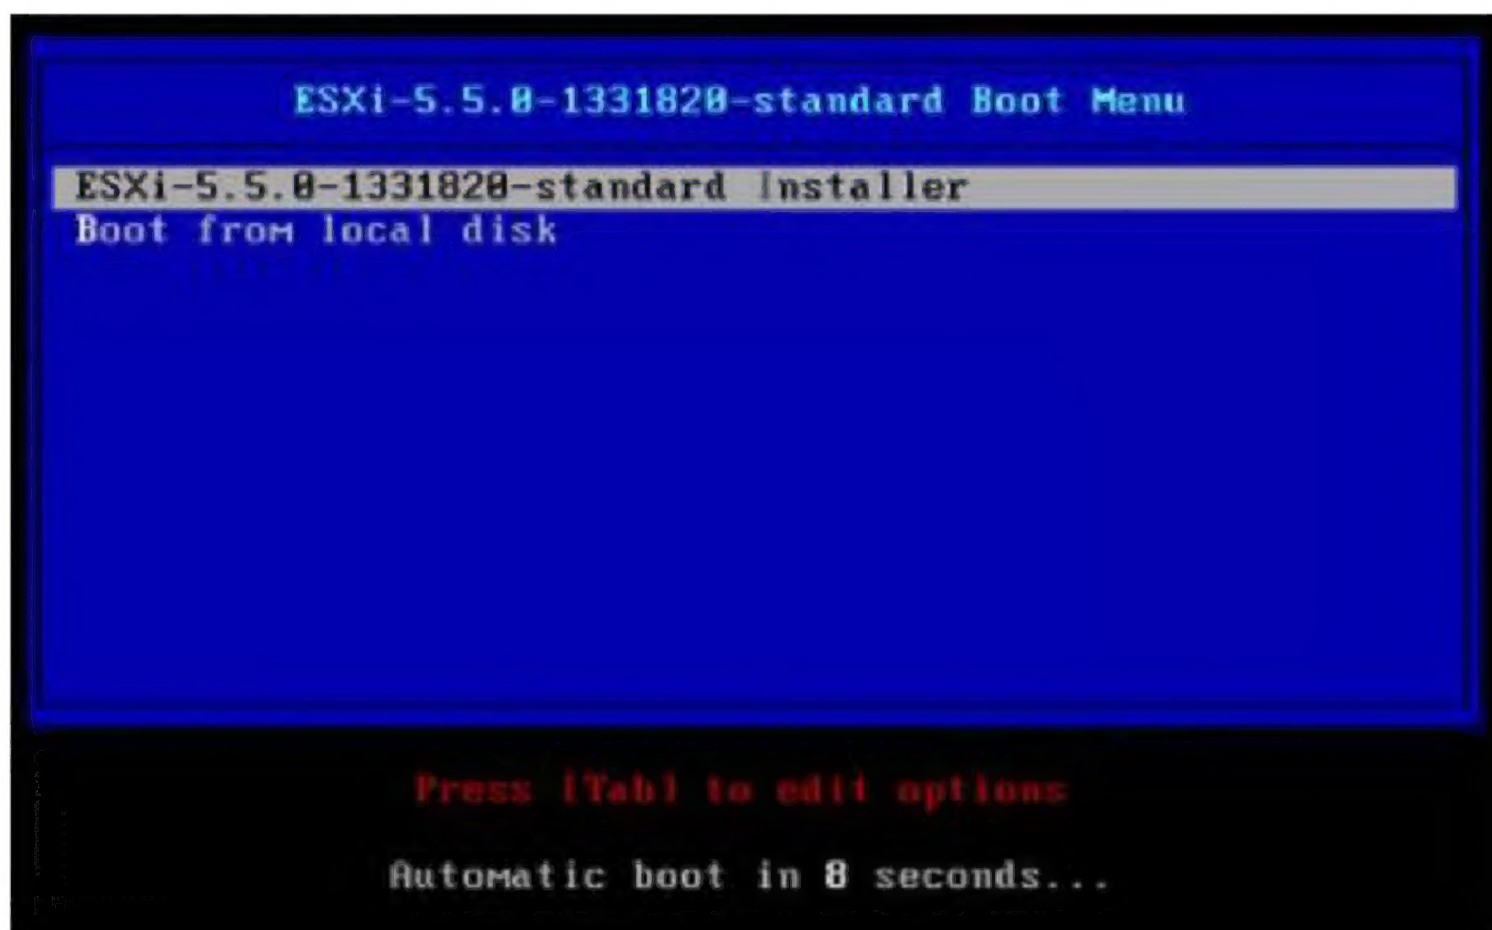 ESXi-5.5.0-1331820-standard Boot Menu
ESXi-5.5.0-1331820-standard Installer
Boot from local disk
Press [Tab] to edit options
Automatic boot in 8 seconds...